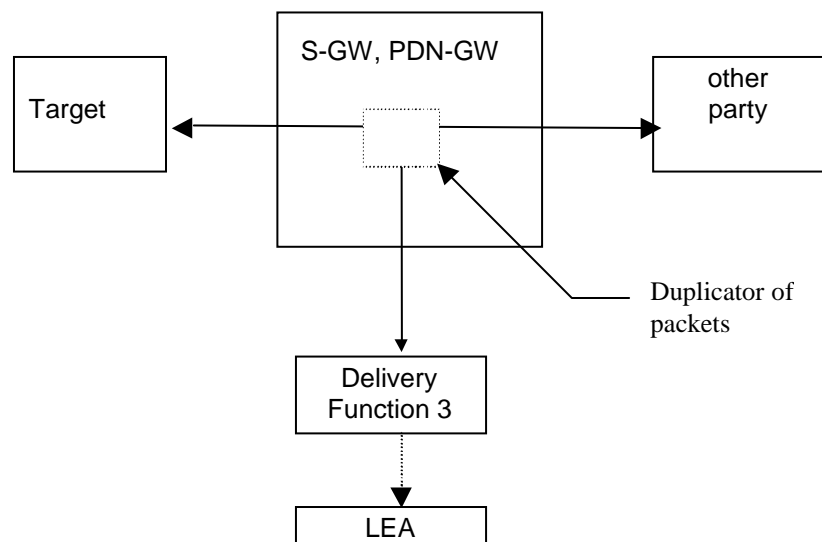 S-GW, PDN-GW
Target
other
party
Duplicator of
packets
Delivery
Function 3
LEA